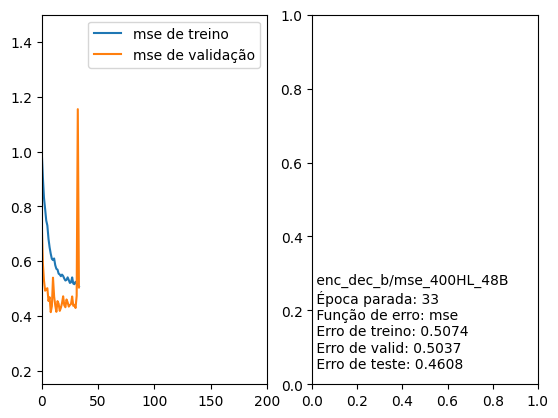 mse de treino
mse de validação
1.4
1.2
1.0
0.8
0.6
0.4
0.2
0 50 100 150 200
1.0
0.8
0.6
0.4
0.2
0.0
enc_dec_b/mse_400HL_48B
Época parada: 33
Função de erro: mse
Erro de treino: 0.5074
Erro de valid: 0.5037
Erro de teste: 0.4608
0.0 0.2 0.4 0.6 0.8 1.0